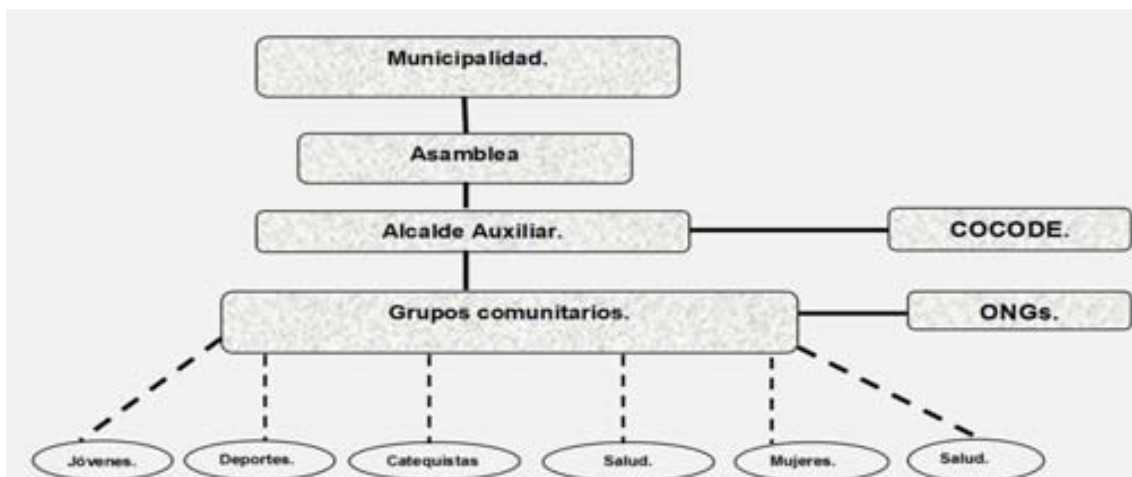 Municipalidad.
Asamblea
Alcalde Auxiliar.
COCODE.
Grupos comunitarios.
ONGs.
Jóvenes.
Deportes.
Catequistas
Salud.
Mujeres.
Salud.